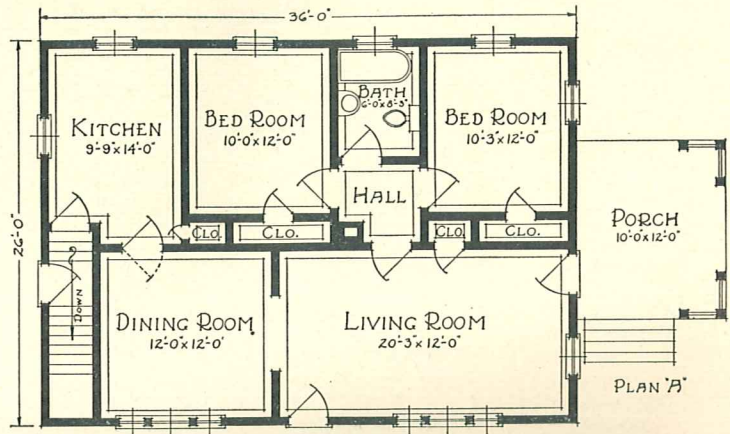 36'-0"
26'-0"
KITCHEN
9'-9"x14'-0"
BED ROOM
10'-0"x12'-0"
BATH
6'-0"x8'-3"
BED ROOM
10'-3"x12'-0"
HALL
PORCH
10'-0"x12'-0"
CLO.
CLO.
CLO.
CLO.
DOWN
DINING ROOM
12'-0"x12'-0"
LIVING ROOM
20'-3"x12'-0"
PLAN "A"